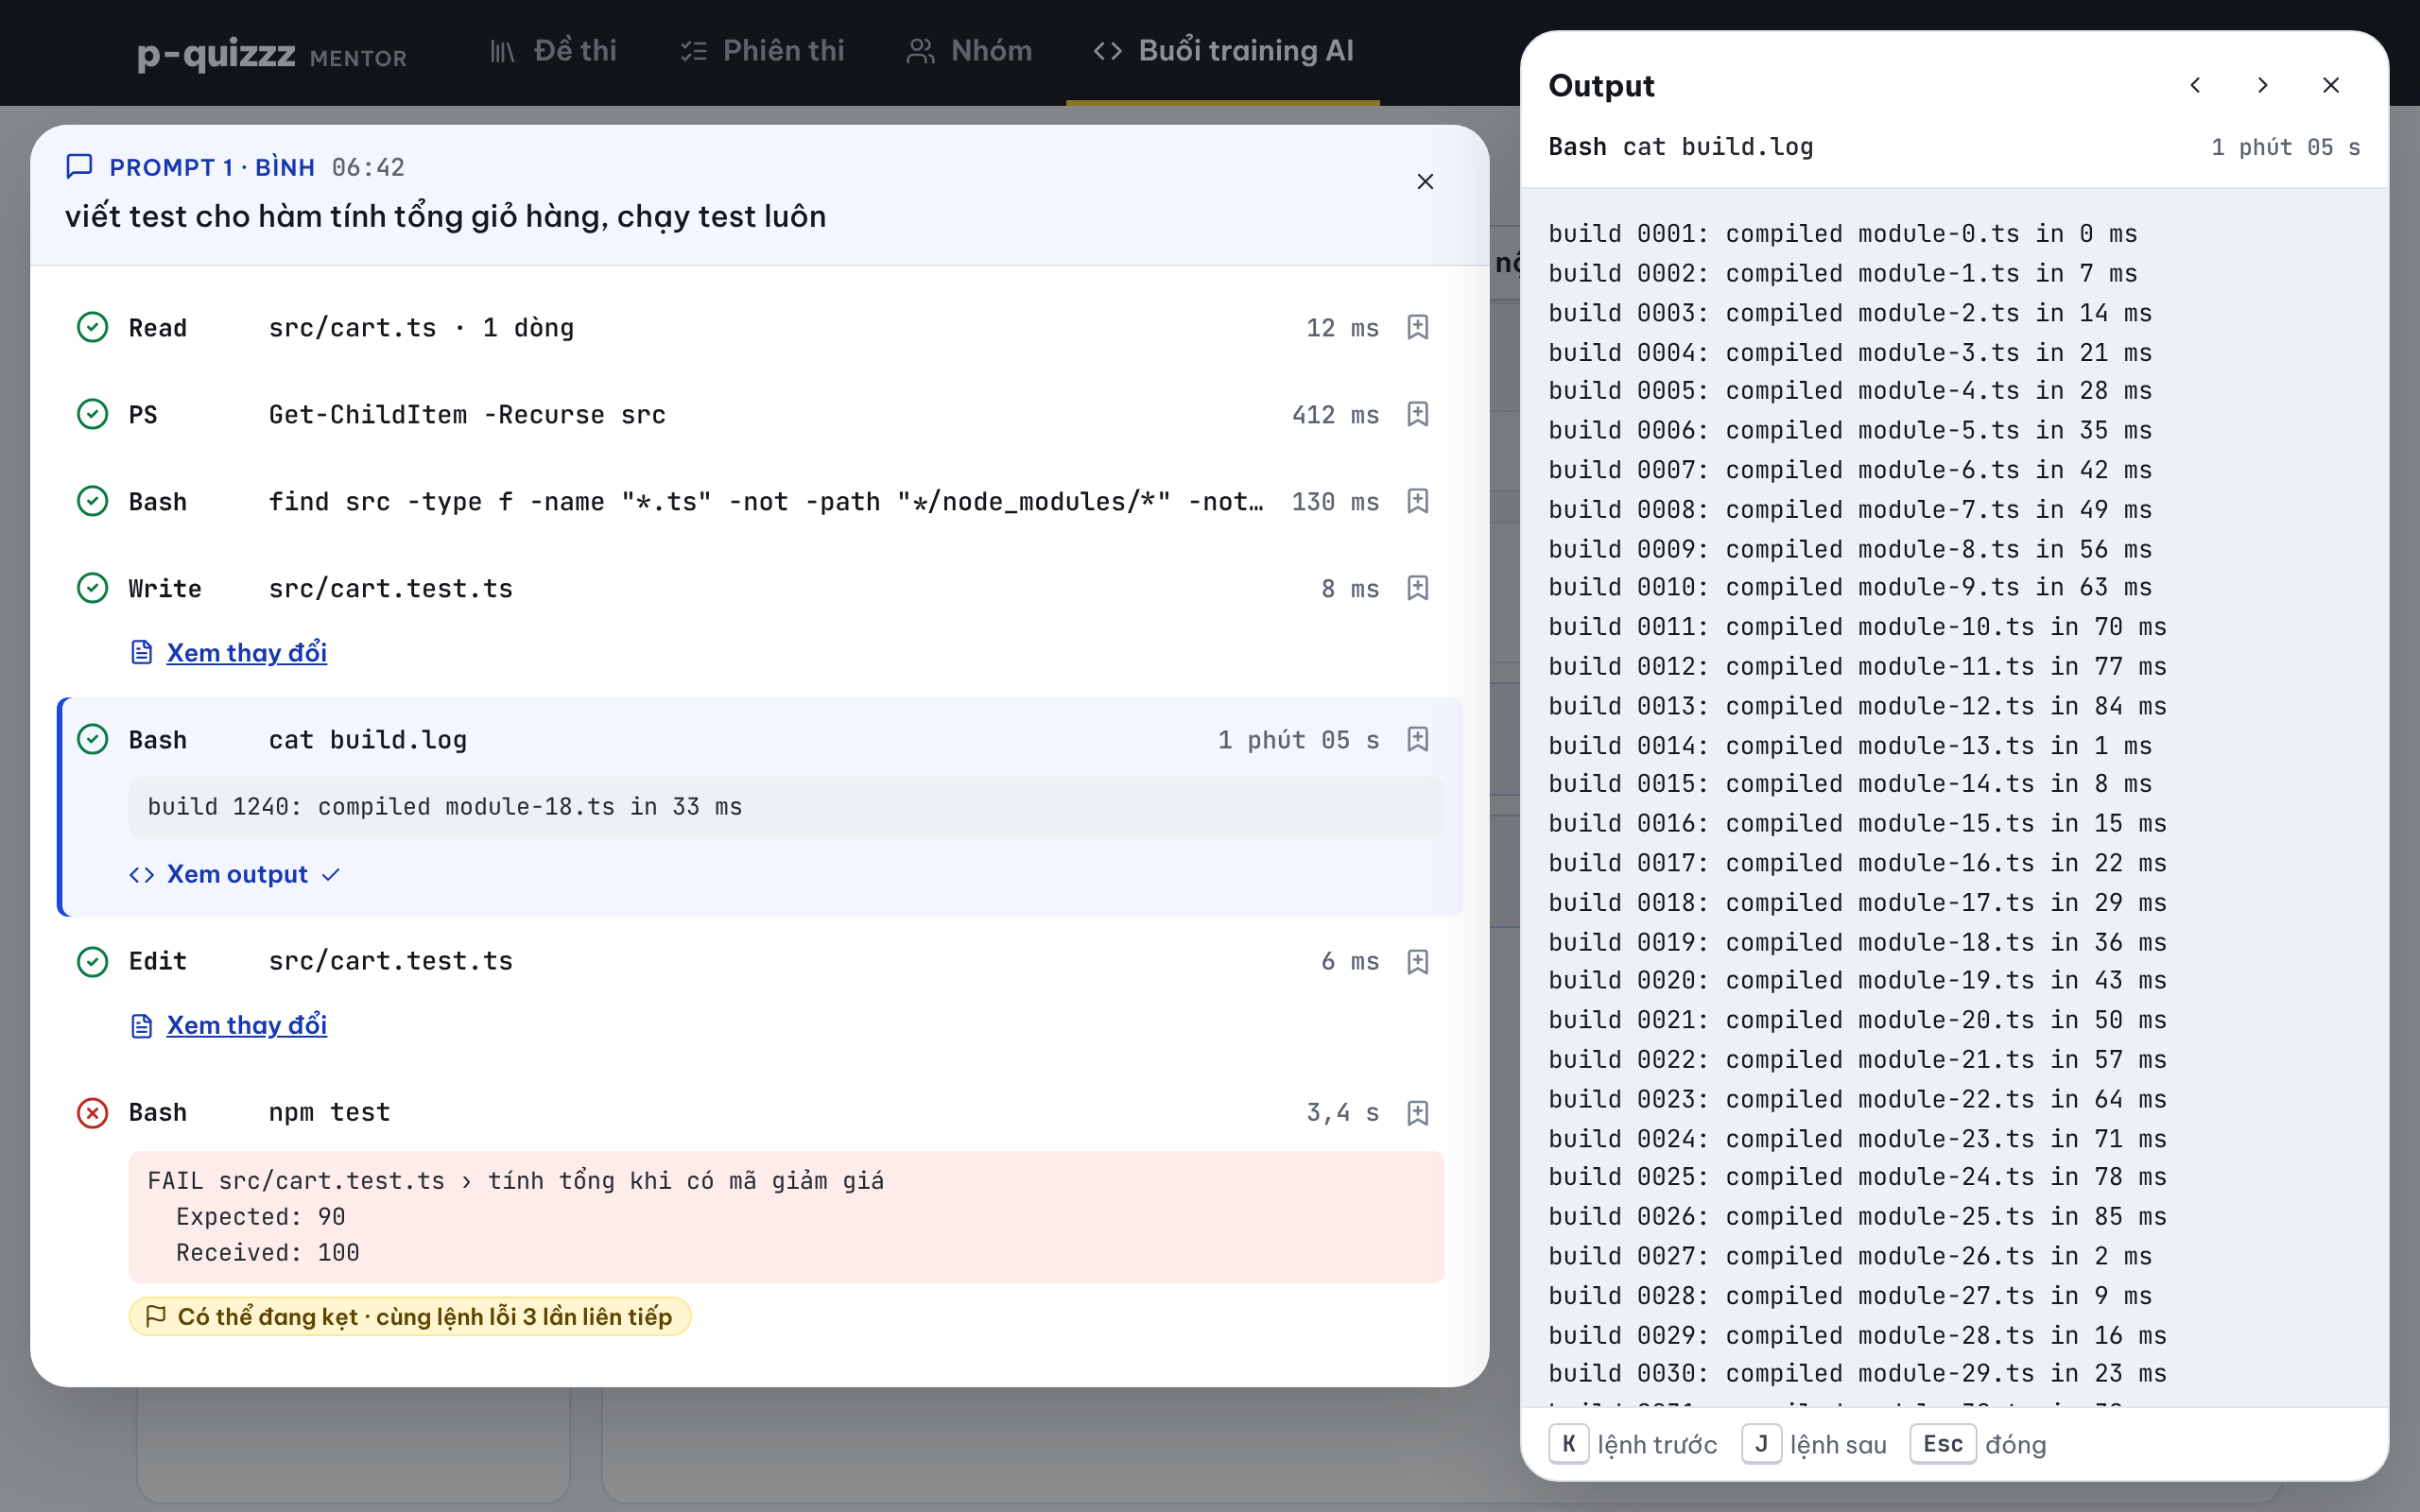 p-quizzz MENTOR
Đề thi
Phiên thi
Nhóm
Buổi training AI
PROMPT 1 · BÌNH 06:42
viết test cho hàm tính tổng giỏ hàng, chạy test luôn
Read src/cart.ts · 1 dòng 12 ms
PS Get-ChildItem -Recurse src 412 ms
Bash find src -type f -name "*.ts" -not -path "*/node_modules/*" -not… 130 ms
Write src/cart.test.ts 8 ms
Xem thay đổi
Bash cat build.log 1 phút 05 s
build 1240: compiled module-18.ts in 33 ms
Xem output
Edit src/cart.test.ts 6 ms
Xem thay đổi
Bash npm test 3,4 s
FAIL src/cart.test.ts › tính tổng khi có mã giảm giá
Expected: 90
Received: 100
Có thể đang kẹt · cùng lệnh lỗi 3 lần liên tiếp
Output
Bash cat build.log 1 phút 05 s
build 0001: compiled module-0.ts in 0 ms
build 0002: compiled module-1.ts in 7 ms
build 0003: compiled module-2.ts in 14 ms
build 0004: compiled module-3.ts in 21 ms
build 0005: compiled module-4.ts in 28 ms
build 0006: compiled module-5.ts in 35 ms
build 0007: compiled module-6.ts in 42 ms
build 0008: compiled module-7.ts in 49 ms
build 0009: compiled module-8.ts in 56 ms
build 0010: compiled module-9.ts in 63 ms
build 0011: compiled module-10.ts in 70 ms
build 0012: compiled module-11.ts in 77 ms
build 0013: compiled module-12.ts in 84 ms
build 0014: compiled module-13.ts in 1 ms
build 0015: compiled module-14.ts in 8 ms
build 0016: compiled module-15.ts in 15 ms
build 0017: compiled module-16.ts in 22 ms
build 0018: compiled module-17.ts in 29 ms
build 0019: compiled module-18.ts in 36 ms
build 0020: compiled module-19.ts in 43 ms
build 0021: compiled module-20.ts in 50 ms
build 0022: compiled module-21.ts in 57 ms
build 0023: compiled module-22.ts in 64 ms
build 0024: compiled module-23.ts in 71 ms
build 0025: compiled module-24.ts in 78 ms
build 0026: compiled module-25.ts in 85 ms
build 0027: compiled module-26.ts in 2 ms
build 0028: compiled module-27.ts in 9 ms
build 0029: compiled module-28.ts in 16 ms
build 0030: compiled module-29.ts in 23 ms
K lệnh trước J lệnh sau Esc đóng